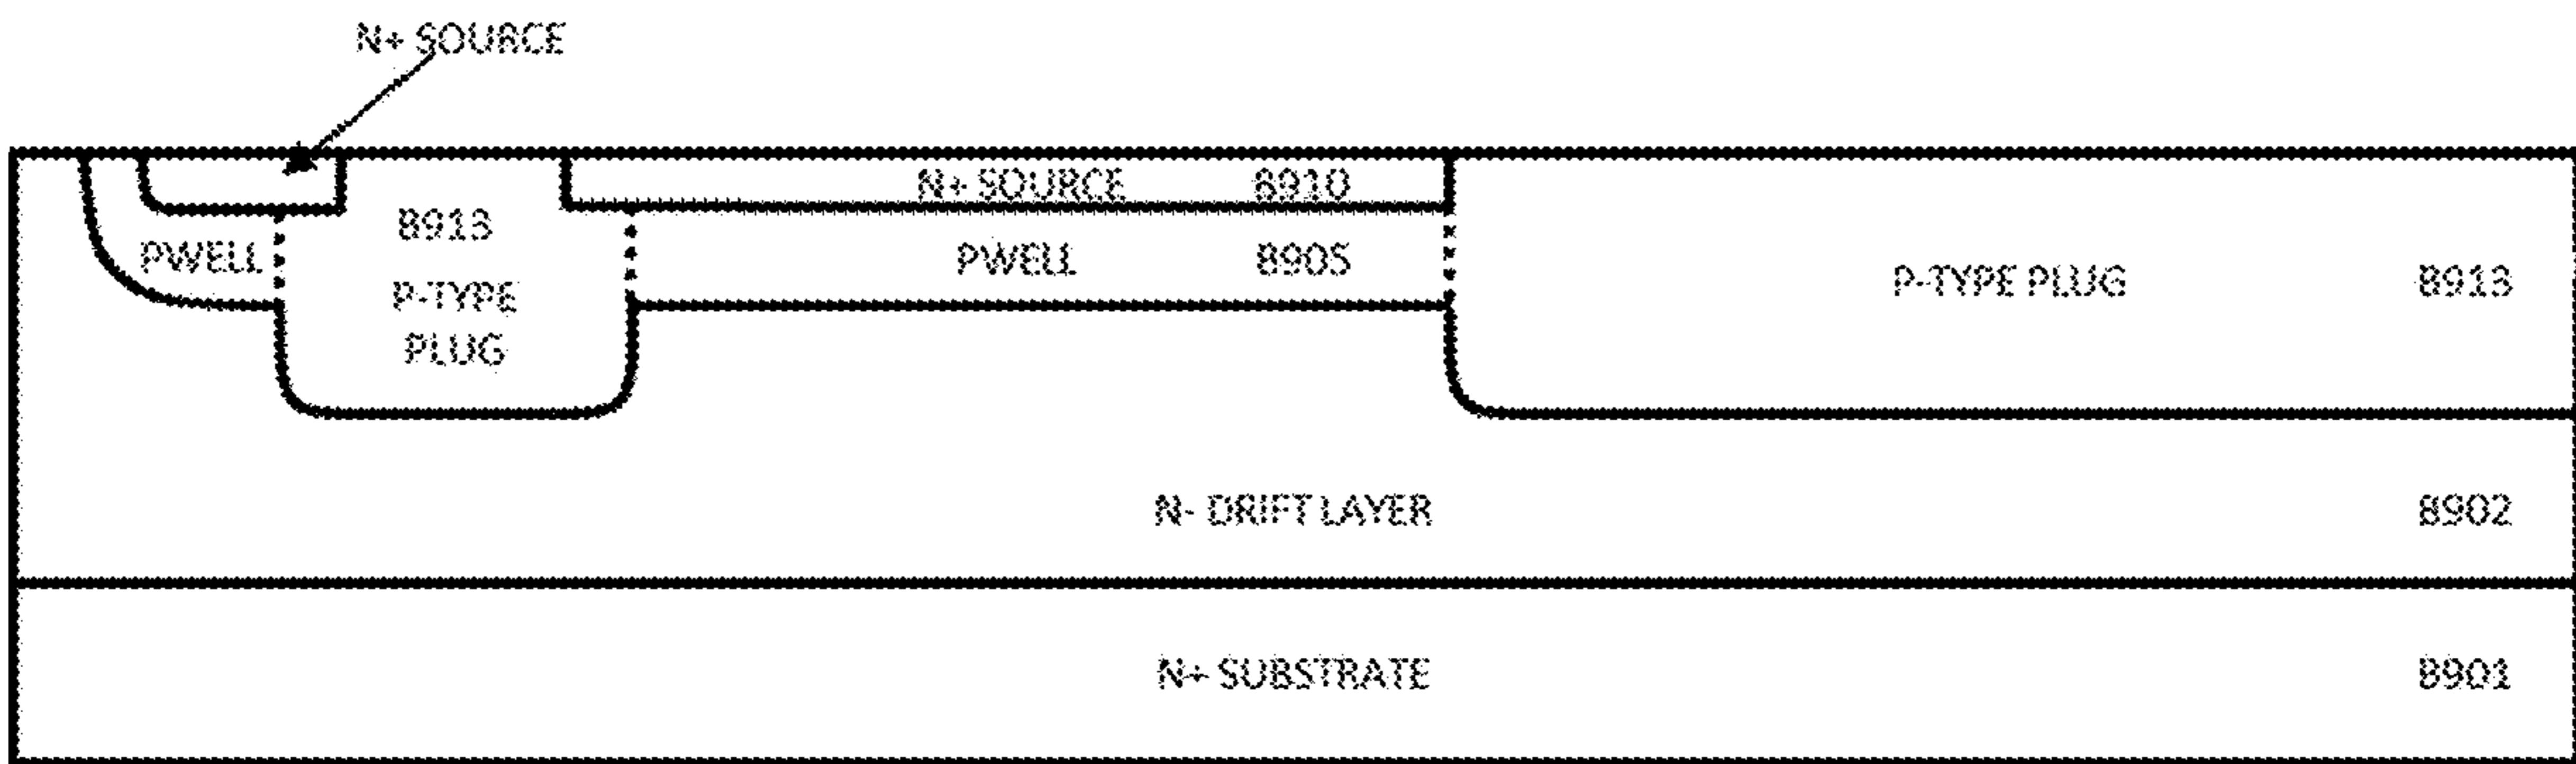 N+ SOURCE
N+ SOURCE 8910
8913
PWELL
PWELL 8905
P-TYPE
PLUG
P-TYPE PLUG 8913
N- DRIFT LAYER 8902
N+ SUBSTRATE 8901